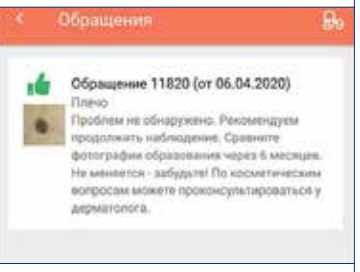 Обращения
Обращение 11820 (от 06.04.2020)
Плечо
Проблем не обнаружено. Рекомендуем
продолжить наблюдение. Сравните
фотографии образования через 6 месяцев.
Не меняется - забудьте! По косметическим
вопросам можете проконсультироваться у
дерматолога.